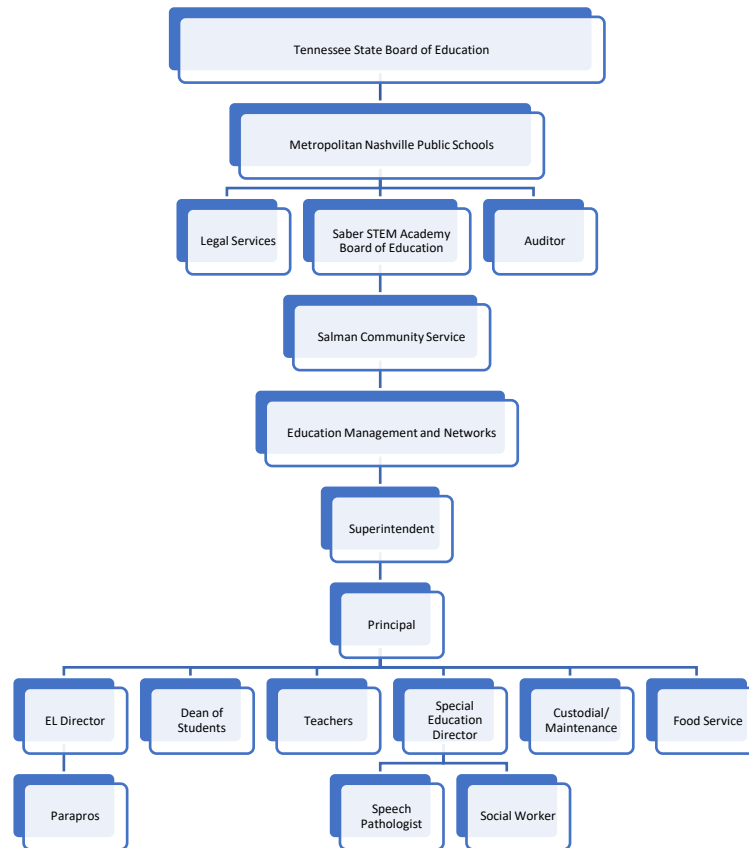 Tennessee State Board of Education
Metropolitan Nashville Public Schools
Legal Services
Saber STEM Academy
Board of Education
Auditor
Salman Community Service
Education Management and Networks
Superintendent
Principal
EL Director
Dean of
Students
Teachers
Special
Education
Director
Custodial/
Maintenance
Food Service
Parapros
Speech
Pathologist
Social Worker